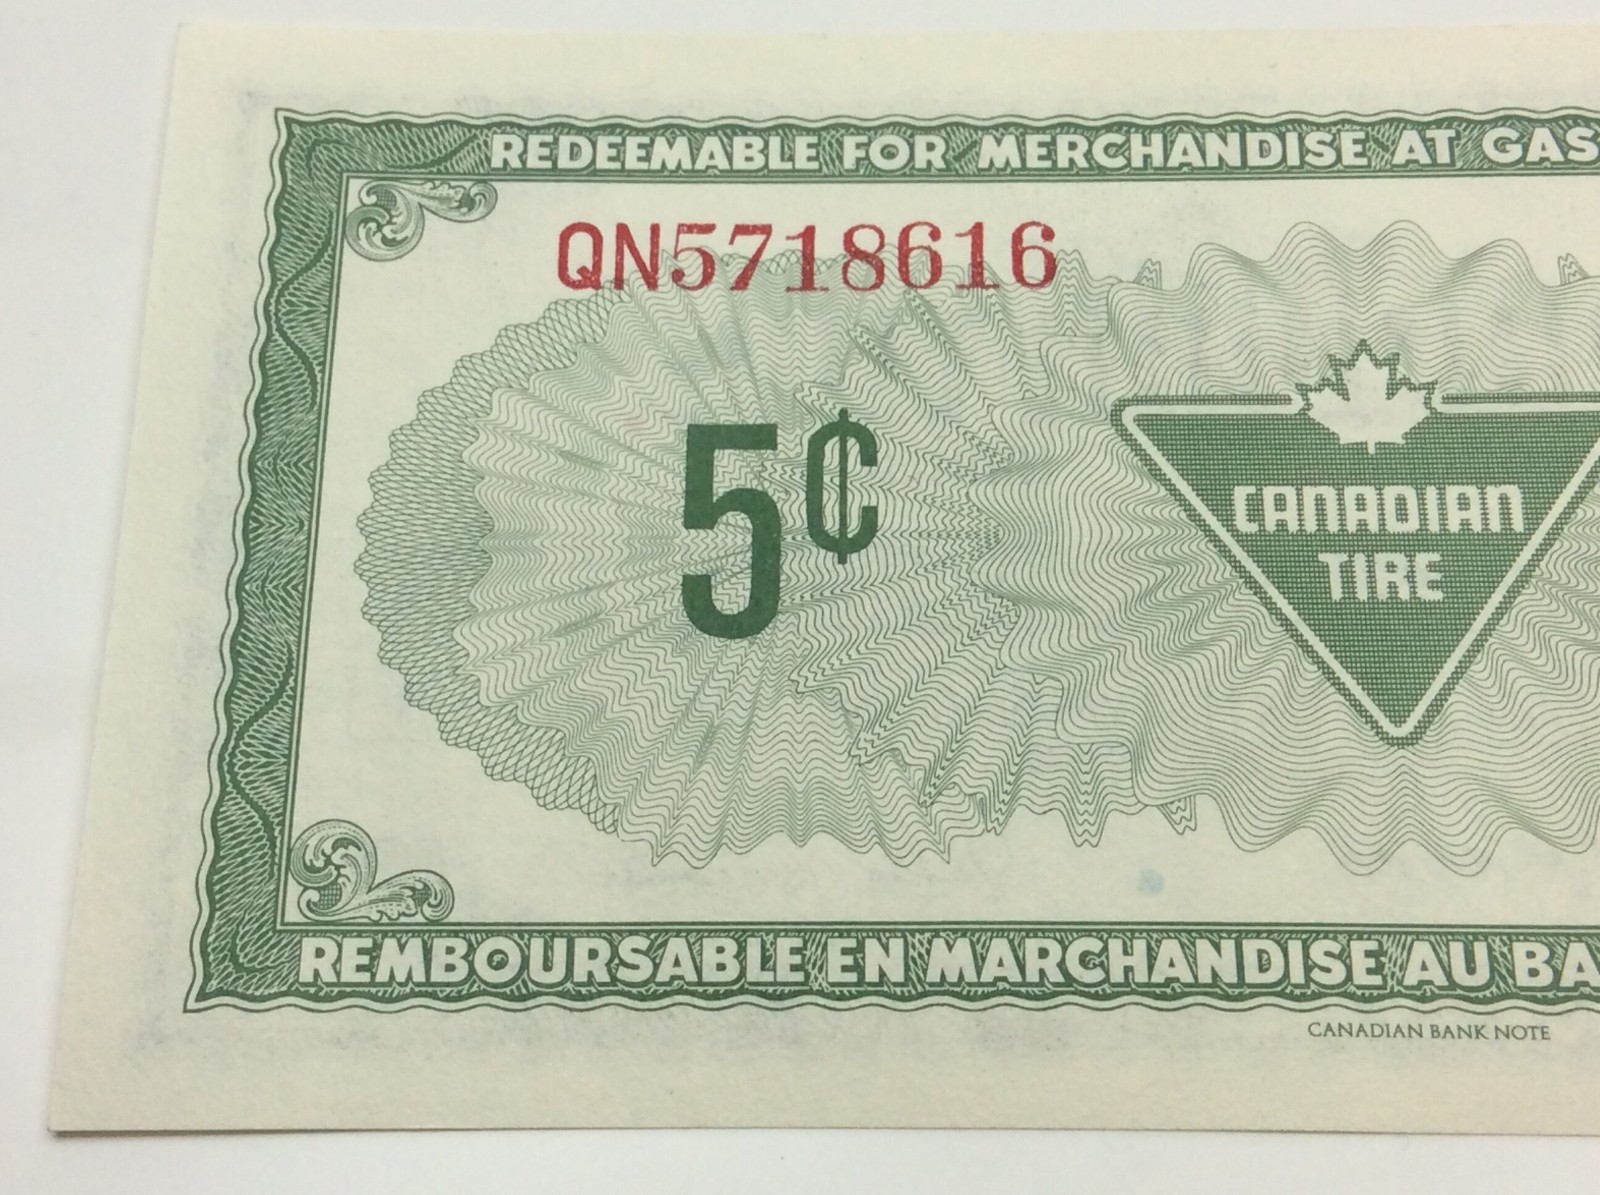 REDEEMABLE FOR MERCHANDISE AT GAS
QN5718616
5¢
CANADIAN
TIRE
REMBOURSABLE EN MARCHANDISE AU BA
CANADIAN BANK NOTE